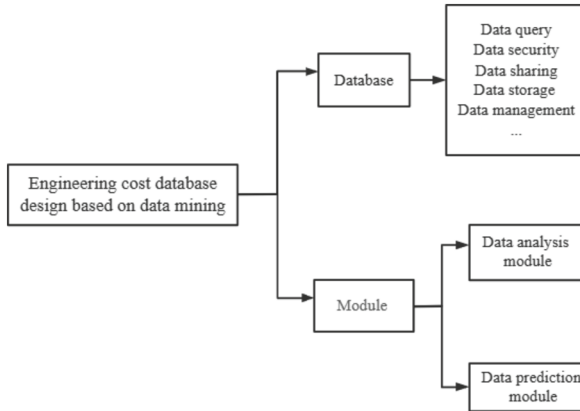 Data query
Data security
Data sharing
Data storage
Data management
...
Database
Engineering cost database
design based on data mining
Data analysis
module
Module
Data prediction
module